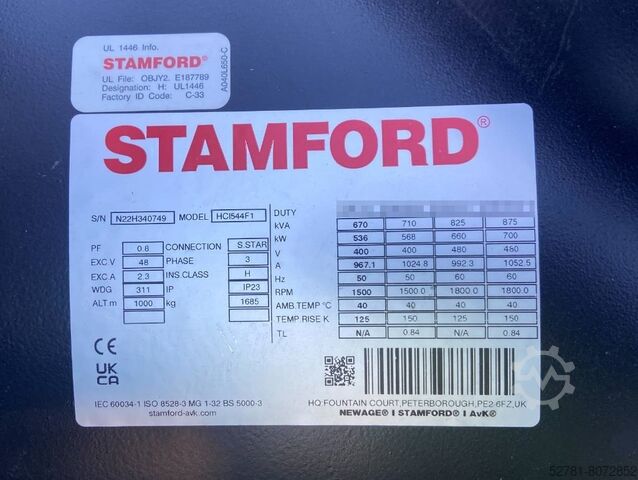 UL 1446 Info.
STAMFORD®
UL File: OBJY2. E187789
Designation: H: UL1446
Factory ID Code: C-33
A040L650-C
STAMFORD®
S/N N22H340749 MODEL HCI544F1
PF 0.8 CONNECTION S.STAR
EXC V 48 PHASE 3
EXC A 2.3 INS.CLASS H
WDG 311 IP IP23
ALT.m 1000 kg 1685
DUTY
kVA 670 710 825 875
kW 536 568 660 700
V 400 400 480 480
A 967.1 1024.8 992.3 1052.5
Hz 50 50 60 60
RPM 1500 1500.0 1800.0 1800.0
AMB.TEMP °C 40 40 40 40
TEMP.RISE K 125 150 125 150
TL N/A 0.84 N/A 0.84
CE
UK
CA
IEC 60034-1 ISO 8528-3 MG 1-32 BS 5000-3
stamford-avk.com
HQ:FOUNTAIN COURT,PETERBOROUGH,PE2 6FZ,UK
NEWAGE® I STAMFORD® I AvK®
52781-8072852